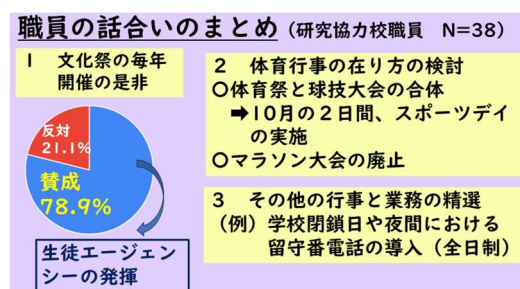 職員の話合いのまとめ（研究協力校職員 N=38）
1 文化祭の毎年
開催の是非
反対
21.1%
賛成
78.9%
生徒エージェン
シーの発揮
2 体育行事の在り方の検討
○体育祭と球技大会の合体
➡10月の2日間、スポーツデイ
の実施
○マラソン大会の廃止
3 その他の行事と業務の精選
（例）学校閉鎖日や夜間における
留守番電話の導入（全日制）